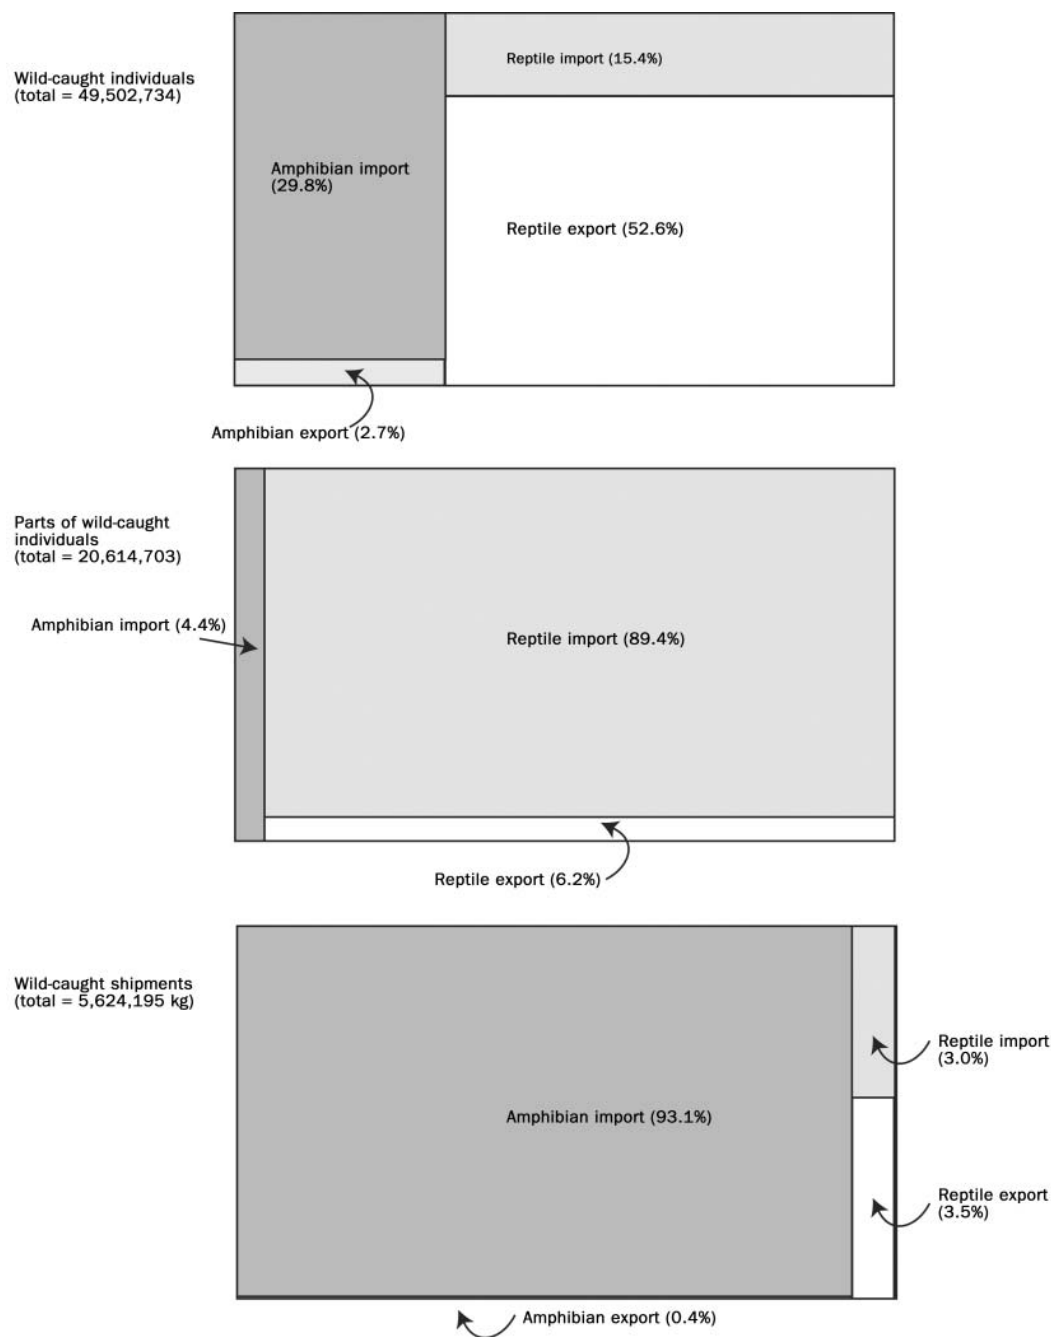 Wild-caught individuals
(total = 49,502,734)
Reptile import (15.4%)
Amphibian import
(29.8%)
Reptile export (52.6%)
Amphibian export (2.7%)
Parts of wild-caught
individuals
(total = 20,614,703)
Amphibian import (4.4%)
Reptile import (89.4%)
Reptile export (6.2%)
Wild-caught shipments
(total = 5,624,195 kg)
Reptile import
(3.0%)
Amphibian import (93.1%)
Reptile export
(3.5%)
Amphibian export (0.4%)